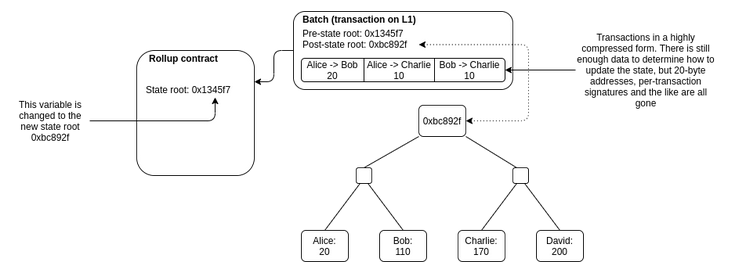 Batch (transaction on L1)
Pre-state root: 0x1345f7
Post-state root: 0xbc892f
Alice -> Bob
20
Alice -> Charlie
10
Bob -> Charlie
10
Rollup contract
State root: 0x1345f7
This variable is
changed to the
new state root
0xbc892f
Transactions in a highly
compressed form. There is still
enough data to determine how to
update the state, but 20-byte
addresses, per-transaction
signatures and the like are all
gone
0xbc892f
Alice:
20
Bob:
110
Charlie:
170
David:
200